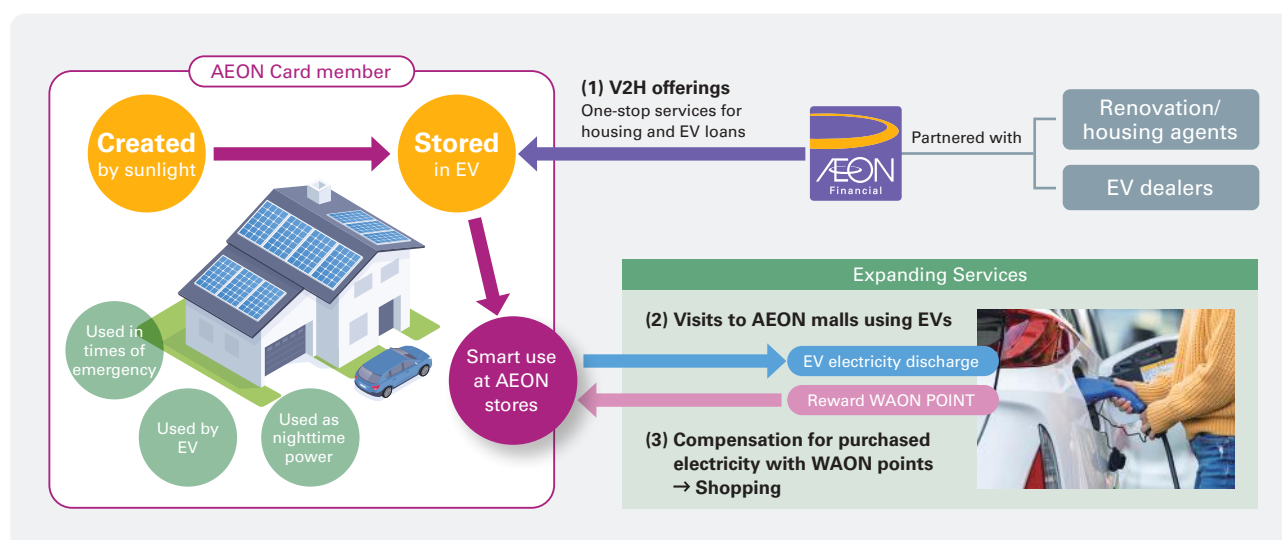 AEON Card member
Created
by sunlight
Stored
in EV
(1) V2H offerings
One-stop services for
housing and EV loans
ÆON
Financial
Partnered with
Renovation/
housing agents
EV dealers
Used in
times of
emergency
Used by
EV
Used as
nighttime
power
Smart use
at AEON
stores
Expanding Services
(2) Visits to AEON malls using EVs
EV electricity discharge
Reward WAON POINT
(3) Compensation for purchased
electricity with WAON points
→ Shopping